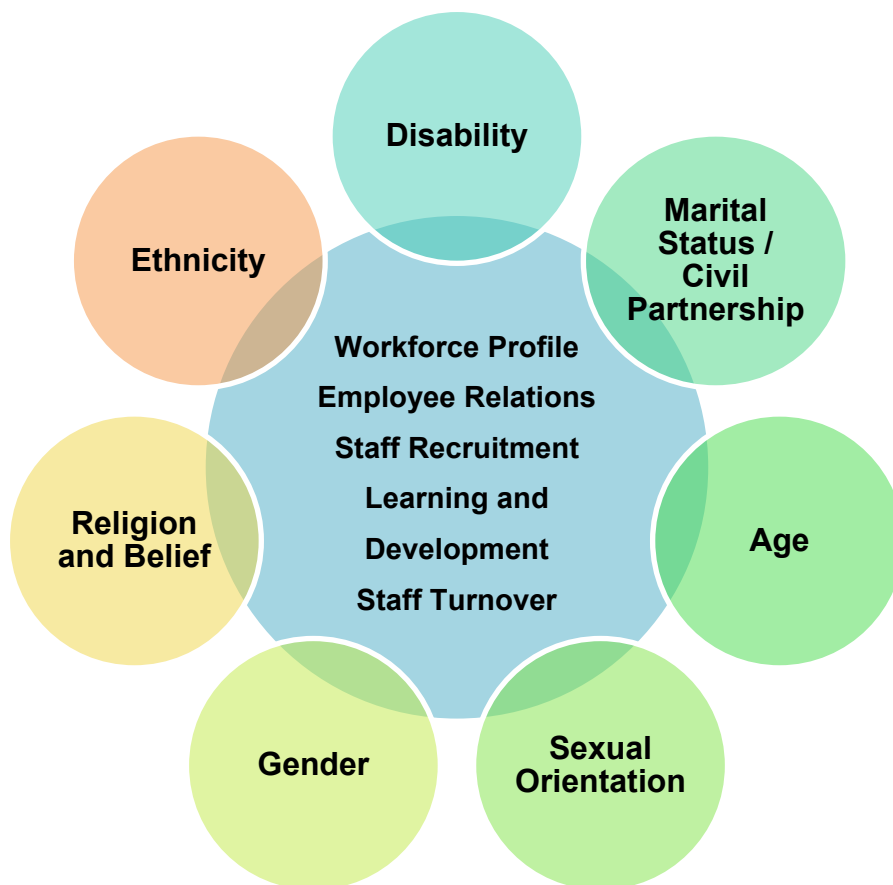 Disability
Marital
Status /
Civil
Partnership
Ethnicity
Workforce Profile
Employee Relations
Staff Recruitment
Learning and
Development
Staff Turnover
Religion
and Belief
Age
Gender
Sexual
Orientation